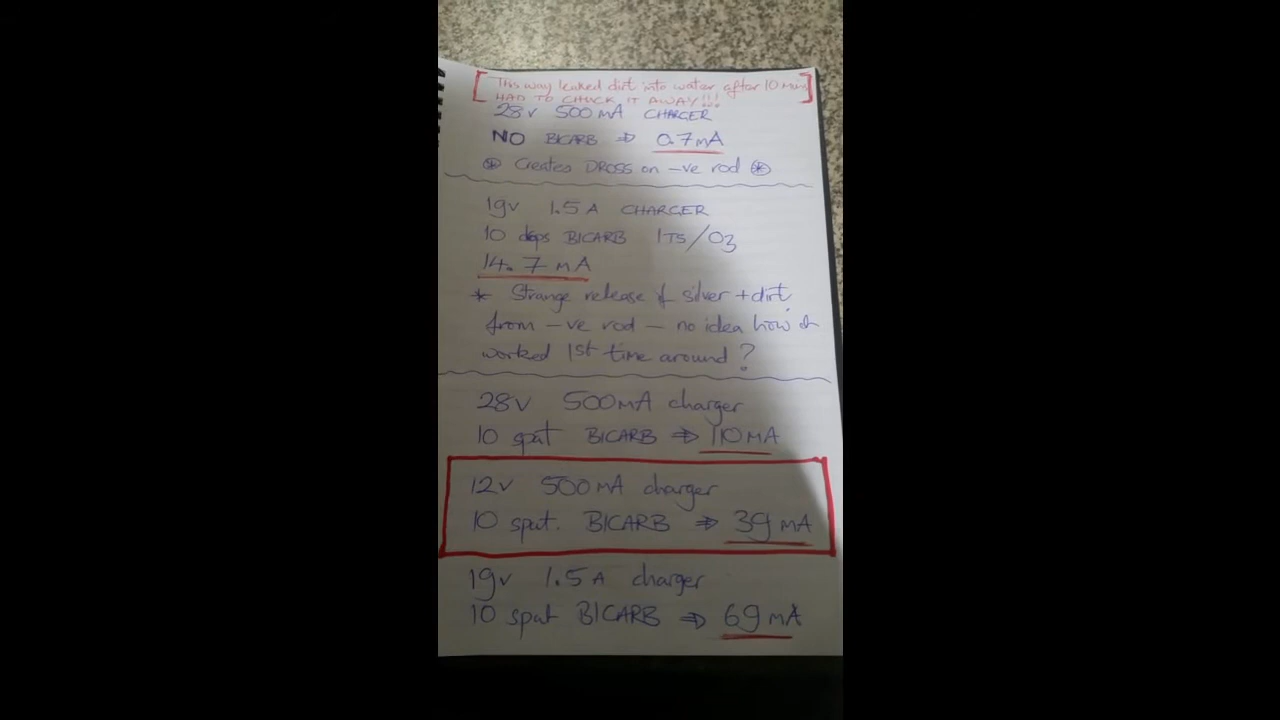 [This way leaked dirt into water after 10 mins
HAD TO CHUCK IT AWAY!!!]
28v 500mA CHARGER
NO BICARB ⇒ 0.7mA
⊛ Creates DROSS on -ve rod ⊛
19v 1.5A CHARGER
10 drops BICARB ITS/O3
14.7mA
* Strange release of silver + dirt
from -ve rod - no idea how it
worked 1st time around?
28v 500mA charger
10 spat BICARB ⇒ 110mA
12v 500mA charger
10 spat. BICARB ⇒ 39mA
19v 1.5A charger
10 spat BICARB ⇒ 69mA